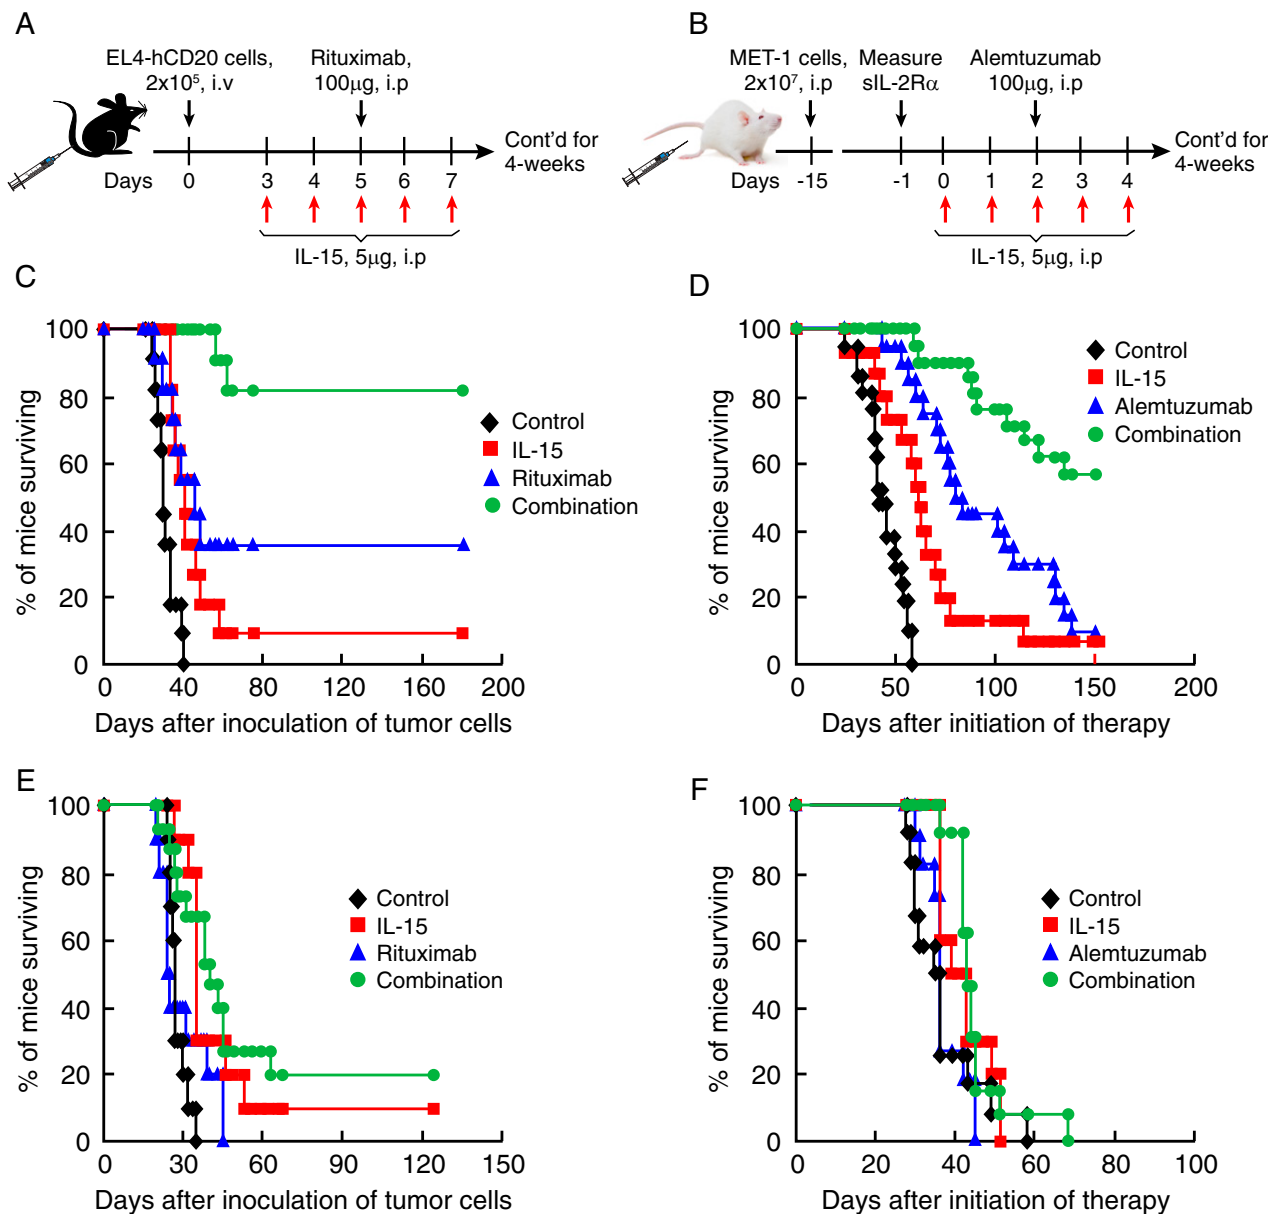 A
EL4-hCD20 cells,
2x10⁵, i.v
Rituximab,
100µg, i.p
Cont'd for
4-weeks
Days 0 3 4 5 6 7
IL-15, 5µg, i.p
B
MET-1 cells,
2x10⁷, i.p
Measure
sIL-2Rα
Alemtuzumab
100µg, i.p
Cont'd for
4-weeks
Days -15 -1 0 1 2 3 4
IL-15, 5µg, i.p
C
% of mice surviving
100
80
60
40
20
0
0 40 80 120 160 200
Days after inoculation of tumor cells
Control
IL-15
Rituximab
Combination
D
% of mice surviving
100
80
60
40
20
0
0 50 100 150 200
Days after initiation of therapy
Control
IL-15
Alemtuzumab
Combination
E
% of mice surviving
100
80
60
40
20
0
0 30 60 90 120 150
Days after inoculation of tumor cells
Control
IL-15
Rituximab
Combination
F
% of mice surviving
100
80
60
40
20
0
0 20 40 60 80 100
Days after initiation of therapy
Control
IL-15
Alemtuzumab
Combination